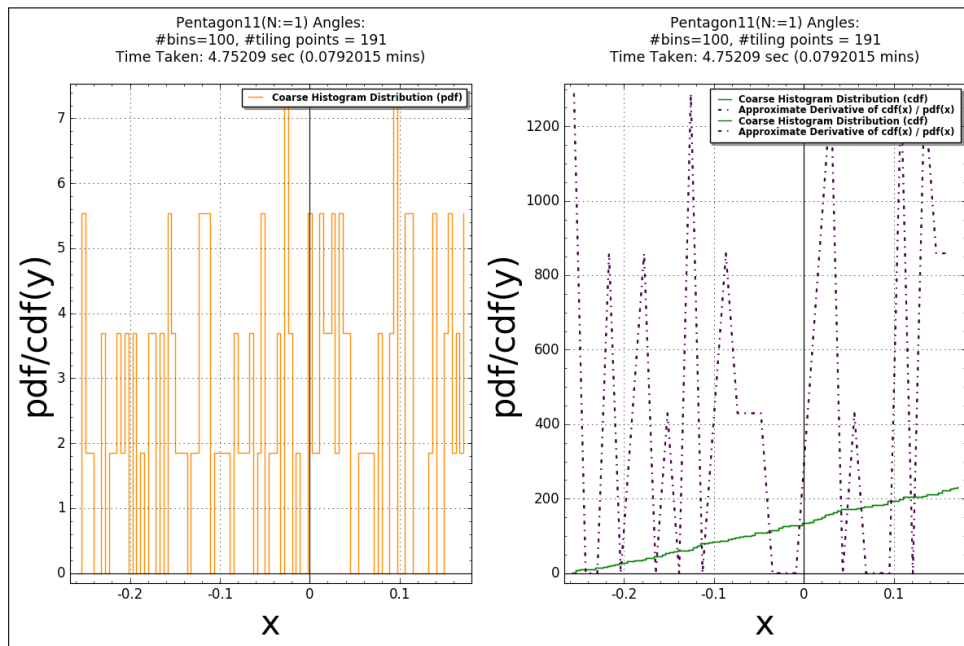 Pentagon11(N:=1) Angles:
#bins=100, #tiling points = 191
Time Taken: 4.75209 sec (0.0792015 mins)
Coarse Histogram Distribution (pdf)
7
6
5
4
3
2
1
0
pdf/cdf(y)
-0.2
-0.1
0
0.1
x
Pentagon11(N:=1) Angles:
#bins=100, #tiling points = 191
Time Taken: 4.75209 sec (0.0792015 mins)
Coarse Histogram Distribution (cdf)
Approximate Derivative of cdf(x) / pdf(x)
Coarse Histogram Distribution (cdf)
Approximate Derivative of cdf(x) / pdf(x)
1200
1000
800
600
400
200
0
pdf/cdf(y)
-0.2
-0.1
0
0.1
x